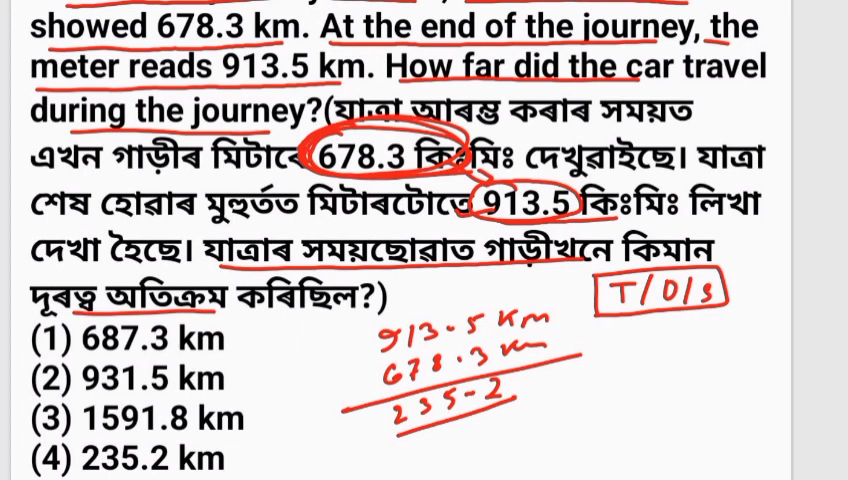 showed 678.3 km. At the end of the journey, the
meter reads 913.5 km. How far did the car travel
during the journey?(যাত্ৰা আৰম্ভ কৰাৰ সময়ত
এখন গাড়ীৰ মিটাৰে 678.3 কিঃমিঃ দেখুৱাইছে। যাত্ৰা
শেষ হোৱাৰ মুহুৰ্তত মিটাৰটোতে 913.5 কিঃমিঃ লিখা
দেখা হৈছে। যাত্ৰাৰ সময়ছোৱাত গাড়ীখনে কিমান
দূৰত্ব অতিক্ৰম কৰিছিল?)
T/D/S
(1) 687.3 km
913.5 km
(2) 931.5 km
678.3 km
(3) 1591.8 km
235-2
(4) 235.2 km